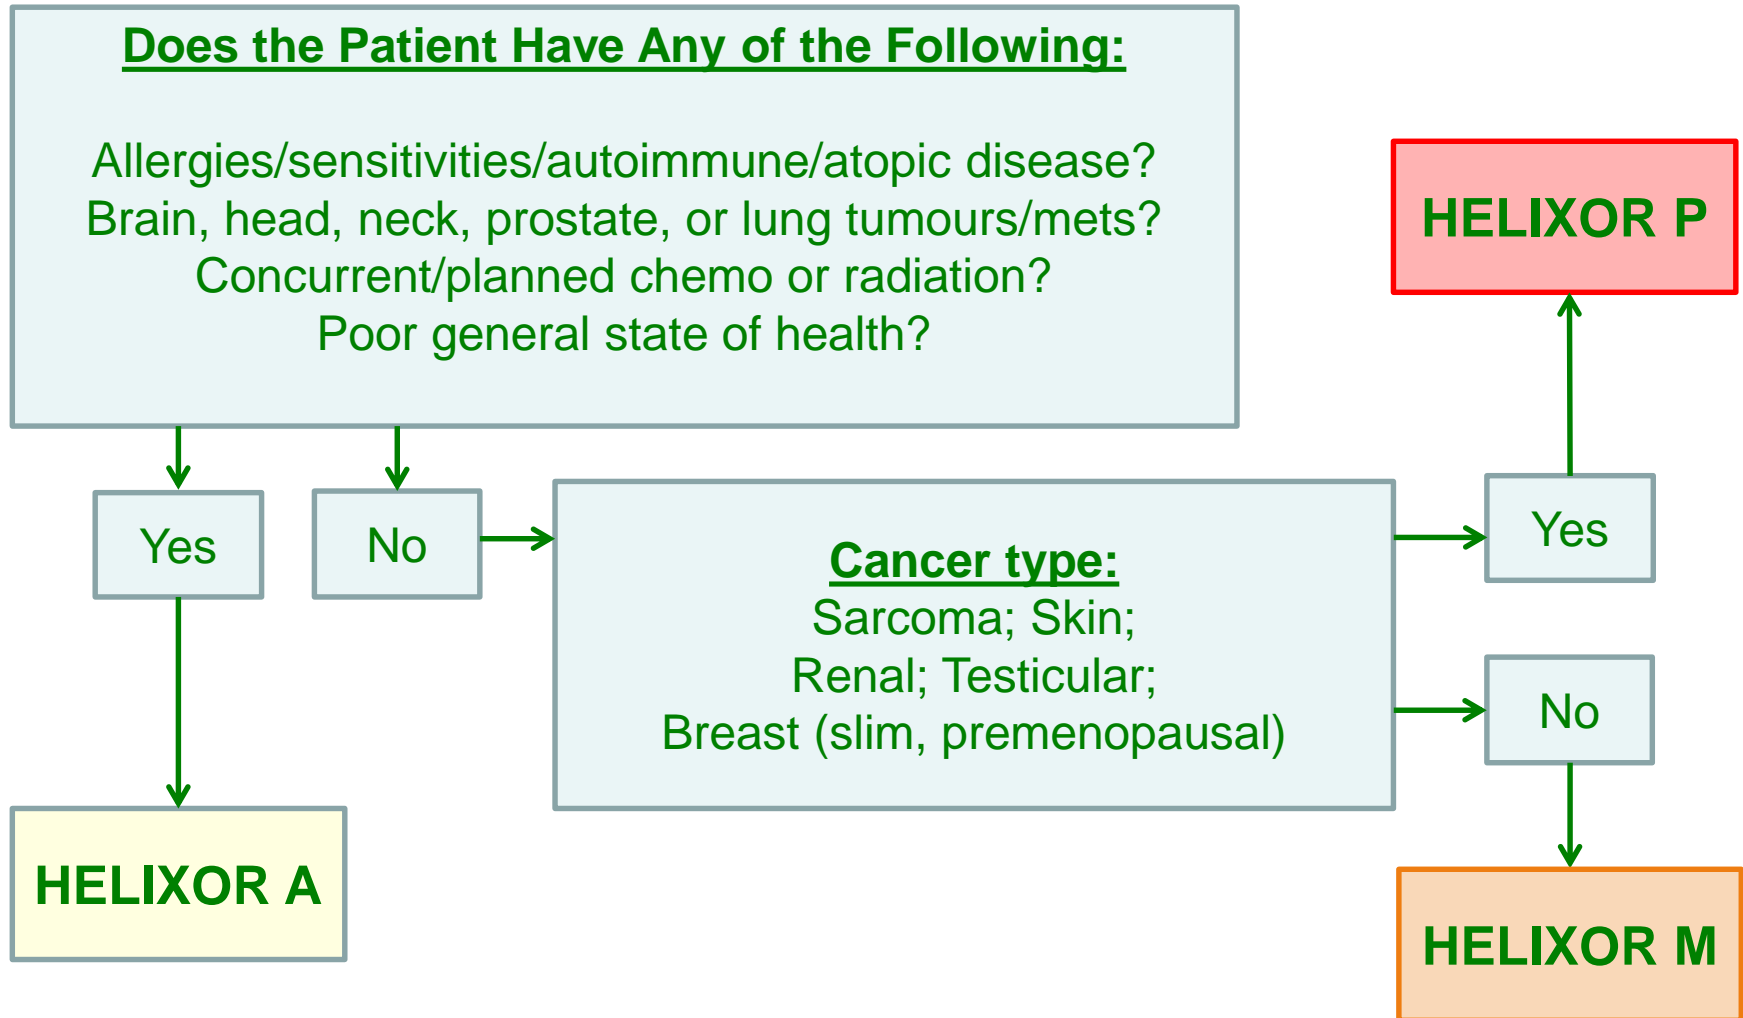 Does the Patient Have Any of the Following:
Allergies/sensitivities/autoimmune/atopic disease?
Brain, head, neck, prostate, or lung tumours/mets?
Concurrent/planned chemo or radiation?
Poor general state of health?
Yes
No
HELIXOR A
Cancer type:
Sarcoma; Skin;
Renal; Testicular;
Breast (slim, premenopausal)
Yes
HELIXOR P
No
HELIXOR M